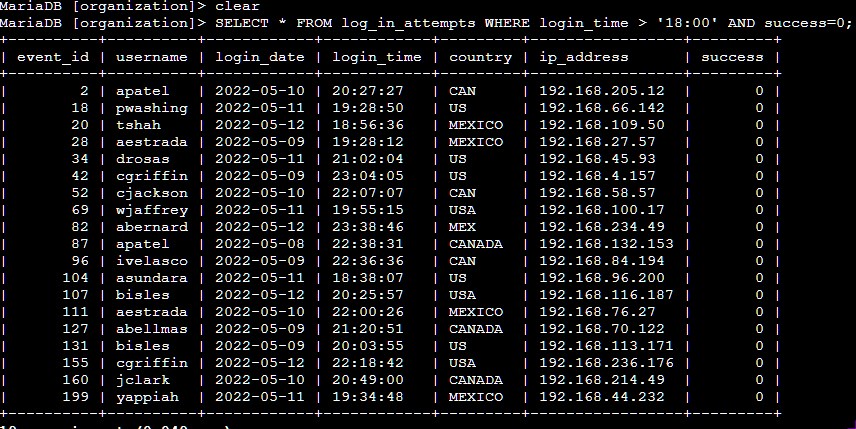 MariaDB [organization]> clear
MariaDB [organization]> SELECT * FROM log_in_attempts WHERE login_time > '18:00' AND success=0;
+----------+----------+------------+------------+---------+-----------------+---------+
| event_id | username | login_date | login_time | country | ip_address      | success |
+----------+----------+------------+------------+---------+-----------------+---------+
|        2 | apatel   | 2022-05-10 | 20:27:27   | CAN     | 192.168.205.12  |       0 |
|       18 | pwashing | 2022-05-11 | 19:28:50   | US      | 192.168.66.142  |       0 |
|       20 | tshah    | 2022-05-12 | 18:56:36   | MEXICO  | 192.168.109.50  |       0 |
|       28 | aestrada | 2022-05-09 | 19:28:12   | MEXICO  | 192.168.27.57   |       0 |
|       34 | drosas   | 2022-05-11 | 21:02:04   | US      | 192.168.45.93   |       0 |
|       42 | cgriffin | 2022-05-09 | 23:04:05   | US      | 192.168.4.157   |       0 |
|       52 | cjackson | 2022-05-10 | 22:07:07   | CAN     | 192.168.58.57   |       0 |
|       69 | wjaffrey | 2022-05-11 | 19:55:15   | USA     | 192.168.100.17  |       0 |
|       82 | abernard | 2022-05-12 | 23:38:46   | MEX     | 192.168.234.49  |       0 |
|       87 | apatel   | 2022-05-08 | 22:38:31   | CANADA  | 192.168.132.153 |       0 |
|       96 | ivelasco | 2022-05-09 | 22:36:36   | CAN     | 192.168.84.194  |       0 |
|      104 | asundara | 2022-05-11 | 18:38:07   | US      | 192.168.96.200  |       0 |
|      107 | bisles   | 2022-05-12 | 20:25:57   | USA     | 192.168.116.187 |       0 |
|      111 | aestrada | 2022-05-10 | 22:00:26   | MEXICO  | 192.168.76.27   |       0 |
|      127 | abellmas | 2022-05-09 | 21:20:51   | CANADA  | 192.168.70.122  |       0 |
|      131 | bisles   | 2022-05-09 | 20:03:55   | US      | 192.168.113.171 |       0 |
|      155 | cgriffin | 2022-05-12 | 22:18:42   | USA     | 192.168.236.176 |       0 |
|      160 | jclark   | 2022-05-10 | 20:49:00   | CANADA  | 192.168.214.49  |       0 |
|      199 | yappiah  | 2022-05-11 | 19:34:48   | MEXICO  | 192.168.44.232  |       0 |
+----------+----------+------------+------------+---------+-----------------+---------+